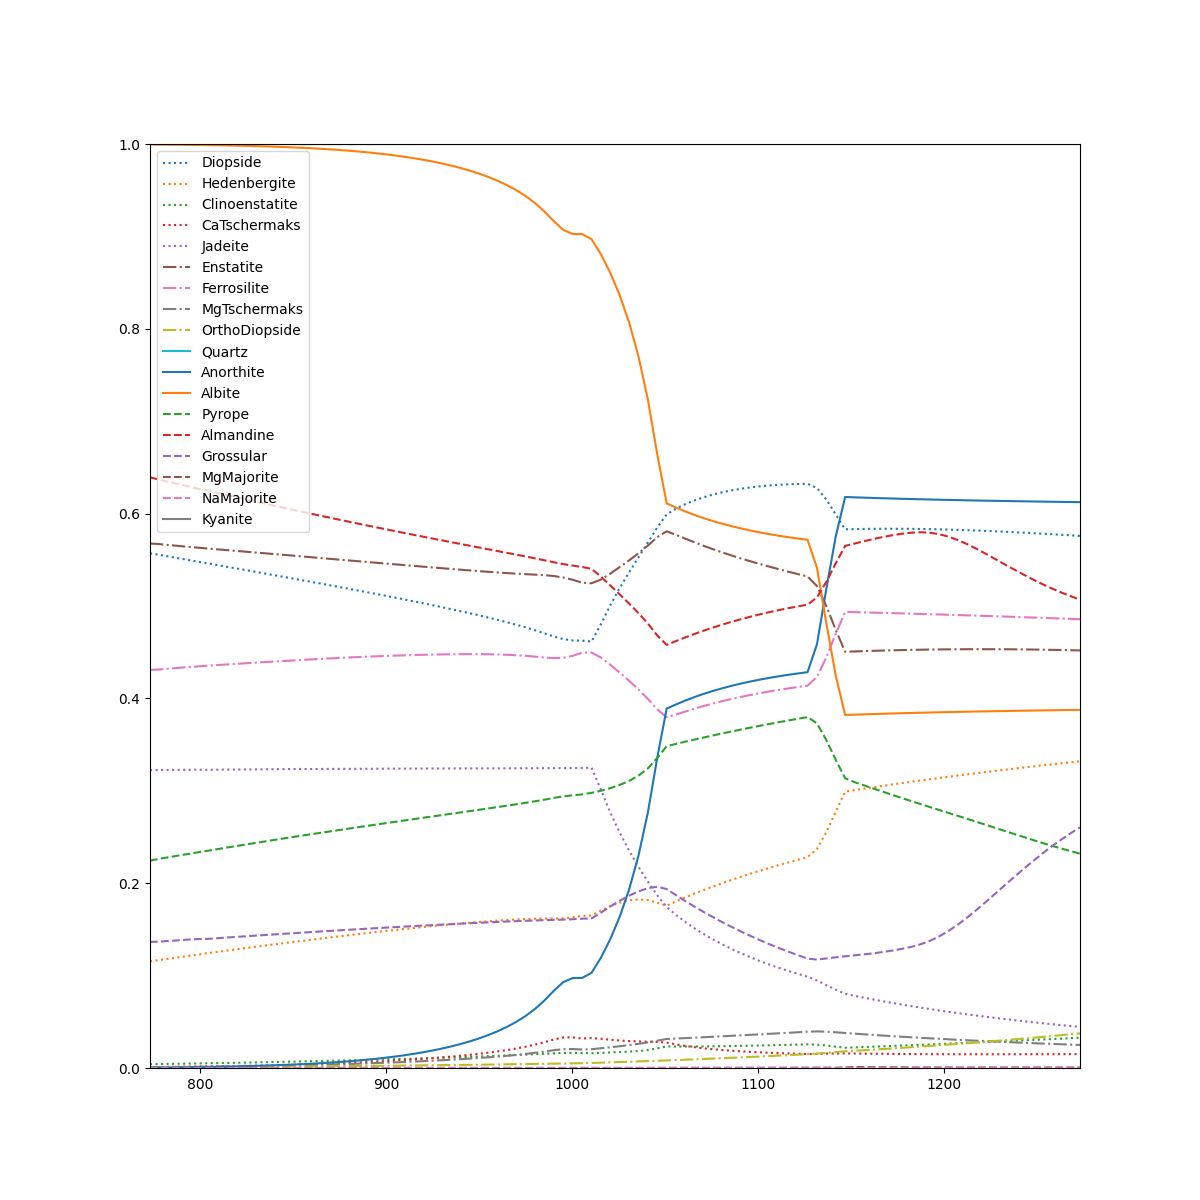 1.0
0.8
0.6
0.4
0.2
0.0
Diopside
Hedenbergite
Clinoenstatite
CaTschermaks
Jadeite
Enstatite
Ferrosilite
MgTschermaks
OrthoDiopside
Quartz
Anorthite
Albite
Pyrope
Almandine
Grossular
MgMajorite
NaMajorite
Kyanite
800
900
1000
1100
1200